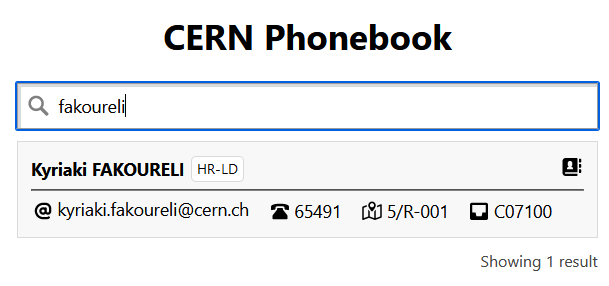 CERN Phonebook
fakoureli
Kyriaki FAKOURELI HR-LD
kyriaki.fakoureli@cern.ch 65491 5/R-001 C07100
Showing 1 result